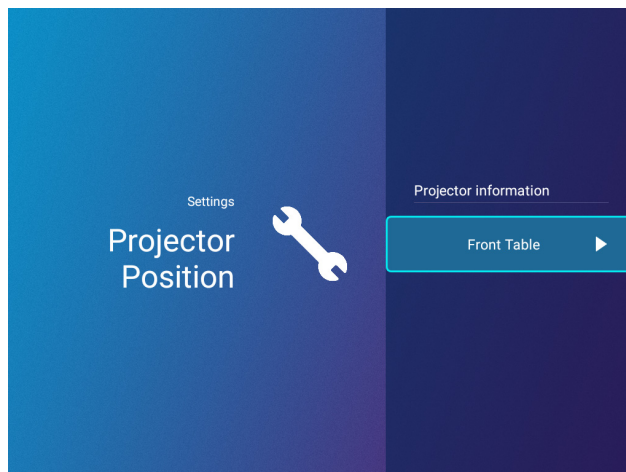 Settings
Projector
Position
Projector information
Front Table